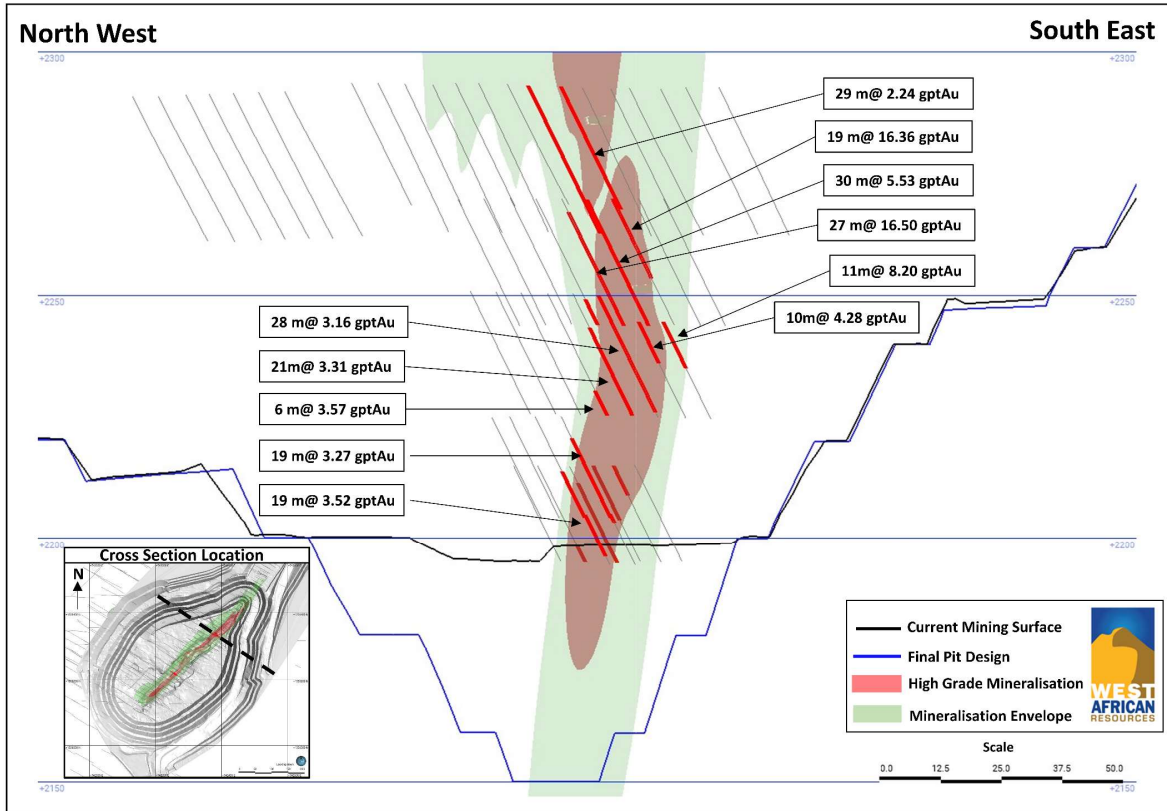 North West
South East
+2300
+2300
29 m@ 2.24 gptAu
19 m@ 16.36 gptAu
30 m@ 5.53 gptAu
27 m@ 16.50 gptAu
11m@ 8.20 gptAu
+2250
+2250
10m@ 4.28 gptAu
28 m@ 3.16 gptAu
21m@ 3.31 gptAu
6 m@ 3.57 gptAu
19 m@ 3.27 gptAu
19 m@ 3.52 gptAu
+2200
+2200
Cross Section Location
N
Current Mining Surface
Final Pit Design
High Grade Mineralisation
Mineralisation Envelope
WEST
AFRICAN
RESOURCES
Scale
0.0 12.5 25.0 37.5 50.0
+2150
+2150